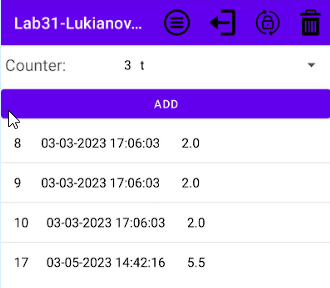 Lab31-Lukianov...
Counter: 3 t
ADD
8 03-03-2023 17:06:03 2.0
9 03-03-2023 17:06:03 2.0
10 03-03-2023 17:06:03 2.0
17 03-05-2023 14:42:16 5.5